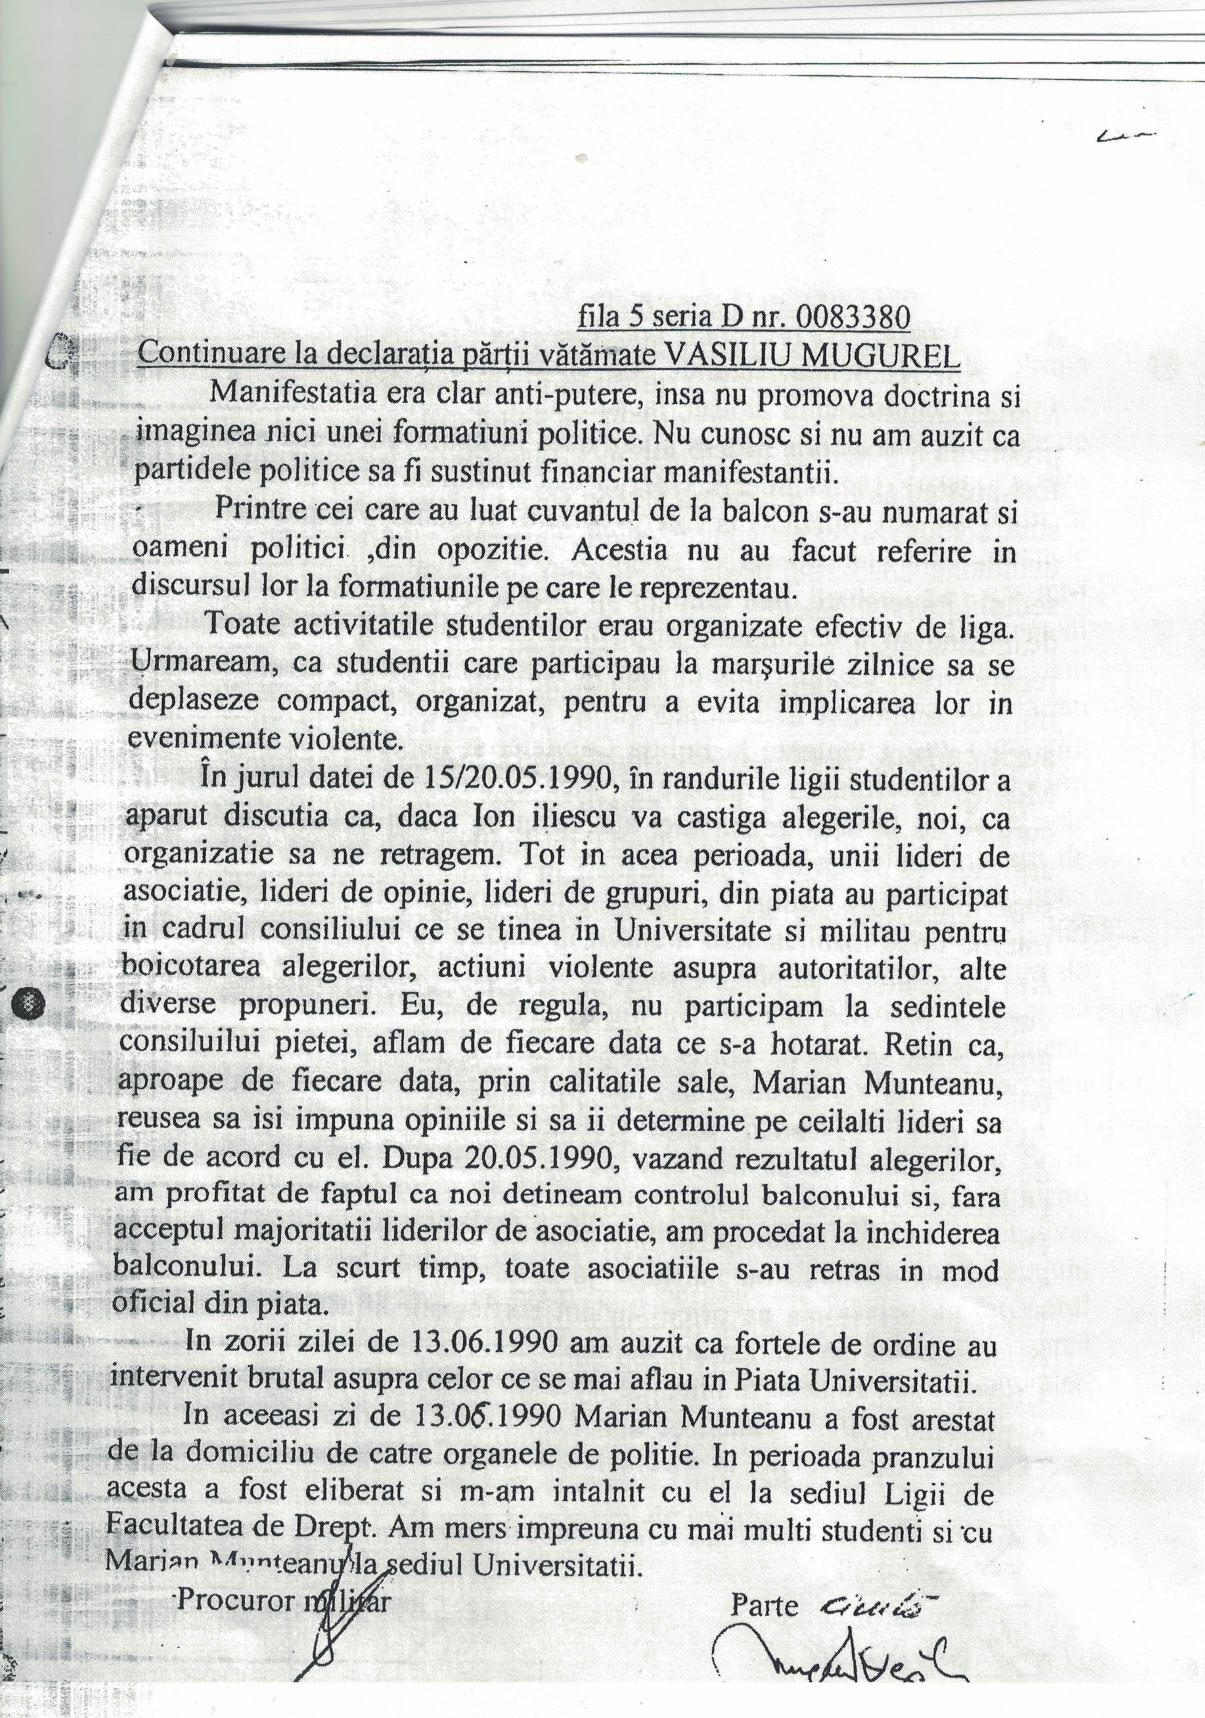 fila 5 seria D nr. 0083380
Continuare la declaraţia părţii vătămate VASILIU MUGUREL
Manifestatia era clar anti-putere, insa nu promova doctrina si
imaginea nici unei formatiuni politice. Nu cunosc si nu am auzit ca
partidele politice sa fi sustinut financiar manifestantii.
Printre cei care au luat cuvantul de la balcon s-au numarat si
oameni politici ,din opozitie. Acestia nu au facut referire in
discursul lor la formatiunile pe care le reprezentau.
Toate activitatile studentilor erau organizate efectiv de liga.
Urmaream, ca studentii care participau la marşurile zilnice sa se
deplaseze compact, organizat, pentru a evita implicarea lor in
evenimente violente.
În jurul datei de 15/20.05.1990, în randurile ligii studentilor a
aparut discutia ca, daca Ion iliescu va castiga alegerile, noi, ca
organizatie sa ne retragem. Tot in acea perioada, unii lideri de
asociatie, lideri de opinie, lideri de grupuri, din piata au participat
in cadrul consiliului ce se tinea in Universitate si militau pentru
boicotarea alegerilor, actiuni violente asupra autoritatilor, alte
diverse propuneri. Eu, de regula, nu participam la sedintele
consiluilui pietei, aflam de fiecare data ce s-a hotarat. Retin ca,
aproape de fiecare data, prin calitatile sale, Marian Munteanu,
reusea sa isi impuna opiniile si sa ii determine pe ceilalti lideri sa
fie de acord cu el. Dupa 20.05.1990, vazand rezultatul alegerilor,
am profitat de faptul ca noi detineam controlul balconului si, fara
acceptul majoritatii liderilor de asociatie, am procedat la inchiderea
balconului. La scurt timp, toate asociatiile s-au retras in mod
oficial din piata.
In zorii zilei de 13.06.1990 am auzit ca fortele de ordine au
intervenit brutal asupra celor ce se mai aflau in Piata Universitatii.
In aceeasi zi de 13.06.1990 Marian Munteanu a fost arestat
de la domiciliu de catre organele de politie. In perioada pranzului
acesta a fost eliberat si m-am intalnit cu el la sediul Ligii de
Facultatea de Drept. Am mers impreuna cu mai multi studenti si cu
Marian Munteanu la sediul Universitatii.
Procuror militar
Parte civilă